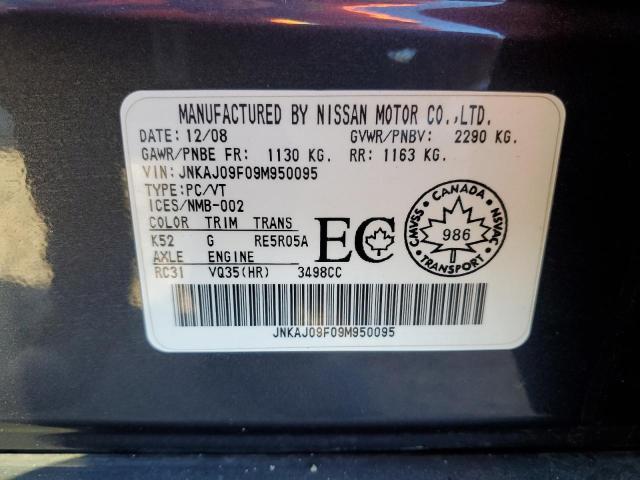 MANUFACTURED BY NISSAN MOTOR CO.,LTD.
DATE: 12/08 GVWR/PNBV: 2290 KG.
GAWR/PNBE FR: 1130 KG. RR: 1163 KG.
VIN: JNKAJ09F09M950095
TYPE: PC/VT
ICES/NMB-002
COLOR TRIM TRANS
K52 G RE5R05A
AXLE ENGINE
RC31 VQ35(HR) 3498CC
EC
CANADA
CMVSS 986 NSVAC
TRANSPORT
JNKAJ09F09M950095